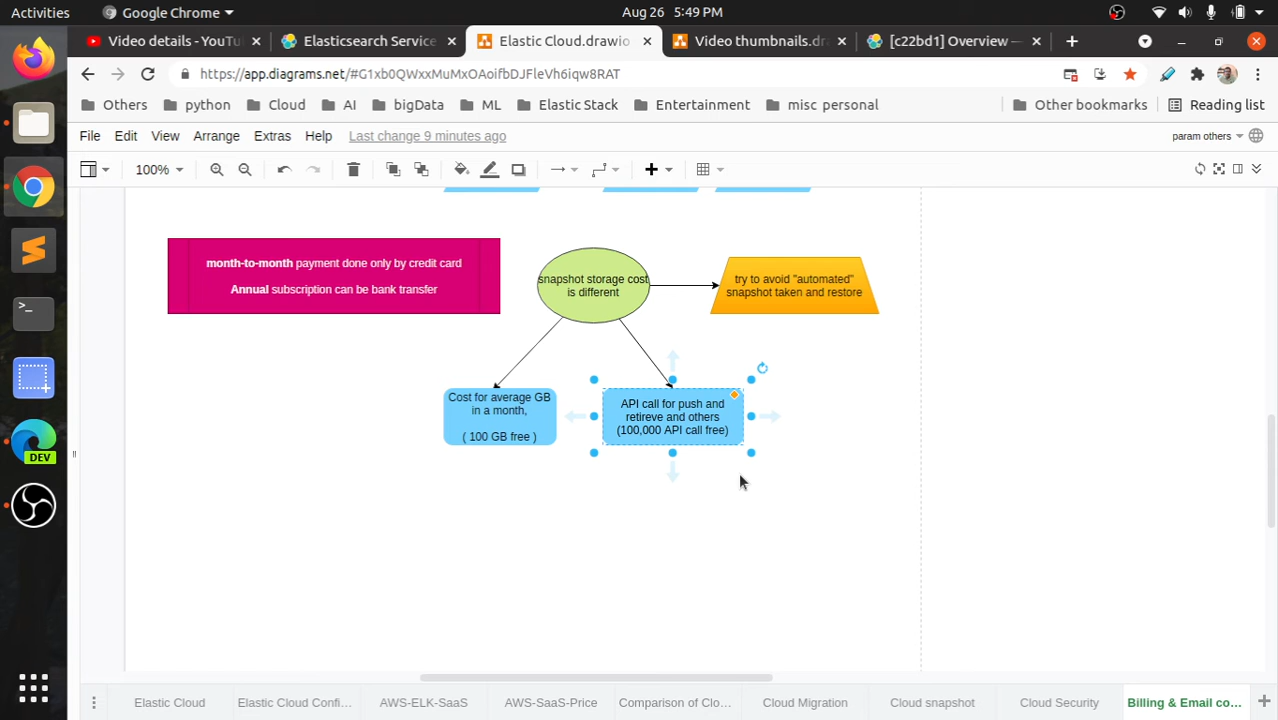 Activities
Google Chrome
Aug 26 5:49 PM
Video details - YouTu
Elasticsearch Service
Elastic Cloud.drawio
Video thumbnails.dr
[c22bd1] Overview —
https://app.diagrams.net/#G1xb0QWxxMuMxOAoifbDJFleVh6iqw8RAT
Others
python
Cloud
AI
bigData
ML
Elastic Stack
Entertainment
misc personal
Other bookmarks
Reading list
File
Edit
View
Arrange
Extras
Help
Last change 9 minutes ago
param others
100%
month-to-month payment done only by credit card
Annual subscription can be bank transfer
snapshot storage cost
is different
try to avoid "automated"
snapshot taken and restore
Cost for average GB
in a month,
( 100 GB free )
API call for push and
retireve and others
(100,000 API call free)
>_
DEV
Elastic Cloud
Elastic Cloud Confi...
AWS-ELK-SaaS
AWS-SaaS-Price
Comparison of Clo...
Cloud Migration
Cloud snapshot
Cloud Security
Billing & Email co...